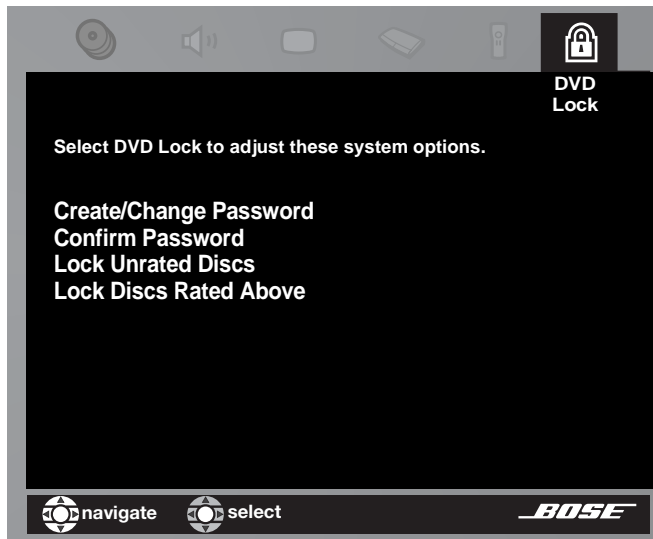 DVD
Lock
Select DVD Lock to adjust these system options.
Create/Change Password
Confirm Password
Lock Unrated Discs
Lock Discs Rated Above
navigate select BOSE